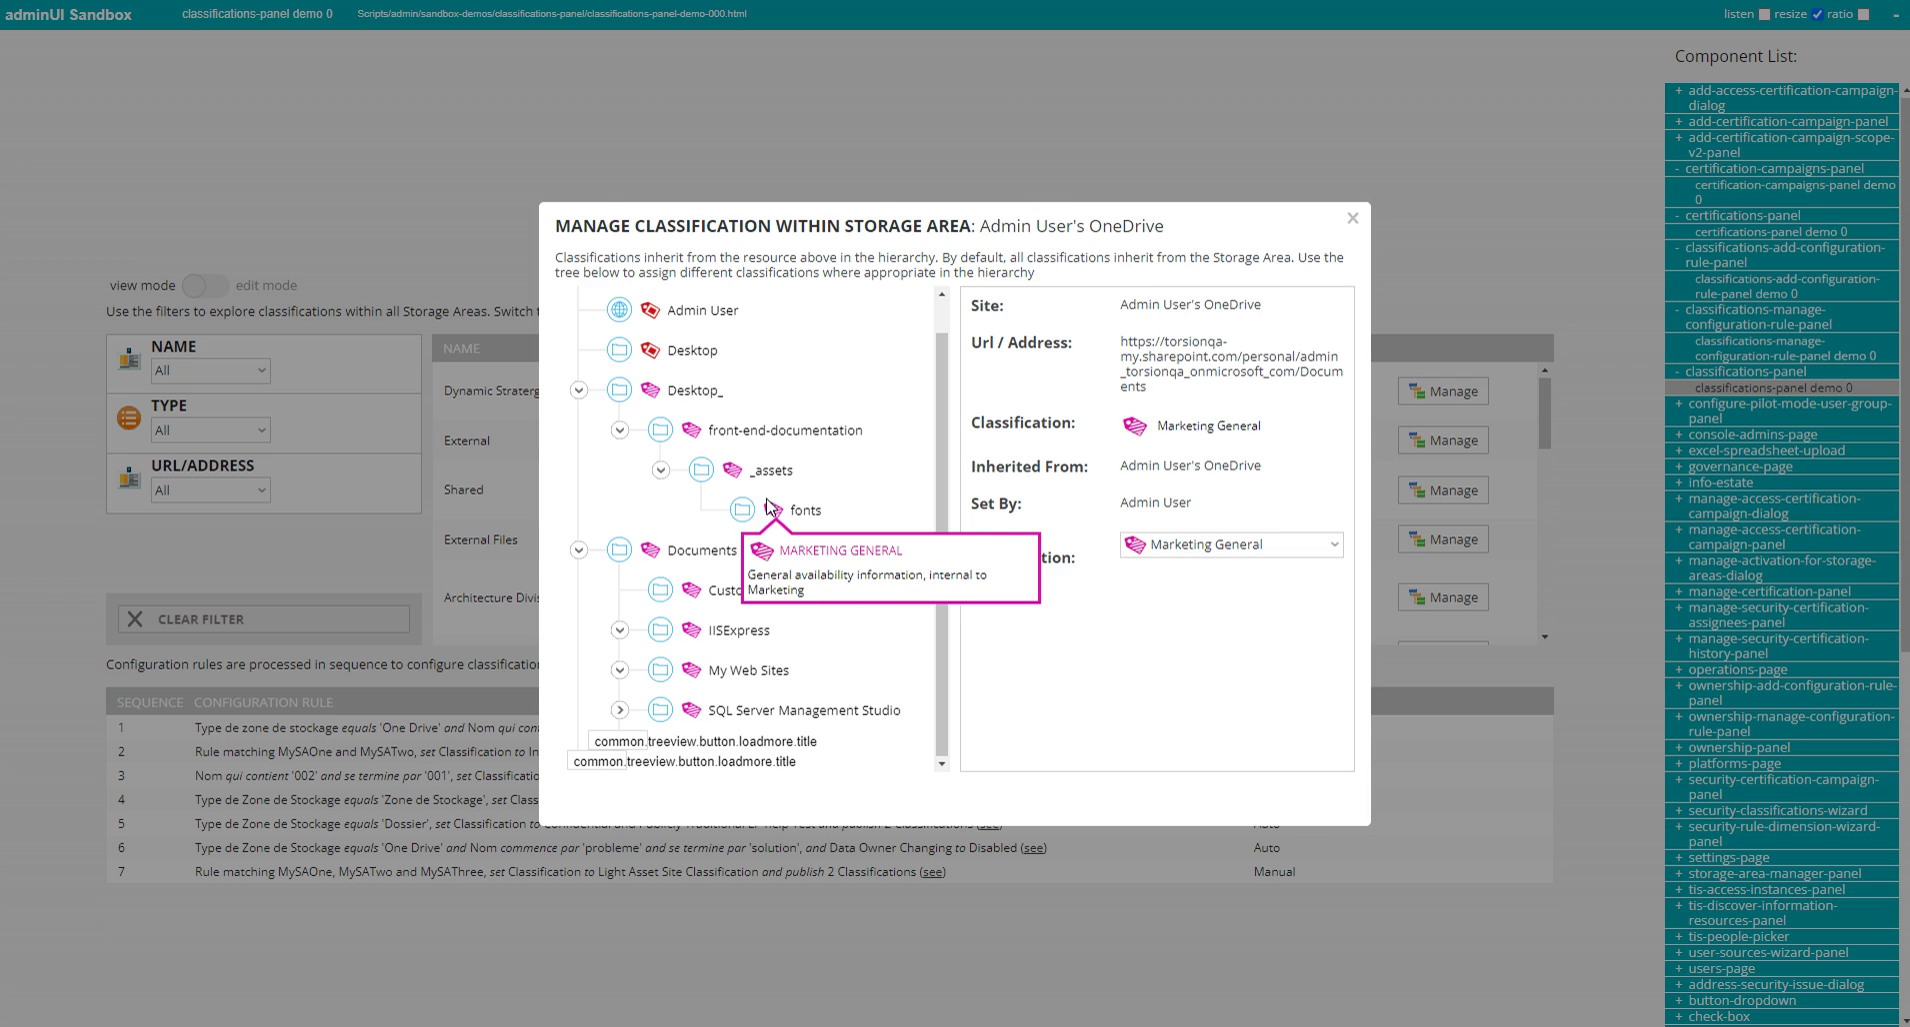 adminUI Sandbox
classifications-panel demo 0
Scripts/admin/sandbox-demos/classifications-panel/classifications-panel-demo-000.html
listen resize ratio -
Component List:
+ add-access-certification-campaign-
dialog
+ add-certification-campaign-panel
+ add-certification-campaign-scope-
v2-panel
- certification-campaigns-panel
certification-campaigns-panel demo
0
- certifications-panel
certifications-panel demo 0
- classifications-add-configuration-
rule-panel
classifications-add-configuration-
rule-panel demo 0
- classifications-manage-
configuration-rule-panel
classifications-manage-
configuration-rule-panel demo 0
- classifications-panel
classifications-panel demo 0
+ configure-pilot-mode-user-group-
panel
+ console-admins-page
+ excel-spreadsheet-upload
+ governance-page
+ info-estate
+ manage-access-certification-
campaign-dialog
+ manage-access-certification-
campaign-panel
+ manage-activation-for-storage-
areas-dialog
+ manage-certification-panel
+ manage-security-certification-
assignees-panel
+ manage-security-certification-
history-panel
+ operations-page
+ ownership-add-configuration-rule-
panel
+ ownership-manage-configuration-
rule-panel
+ ownership-panel
+ platforms-page
+ security-certification-campaign-
panel
+ security-classifications-wizard
+ security-rule-dimension-wizard-
panel
+ settings-page
+ storage-area-manager-panel
+ tis-access-instances-panel
+ tis-discover-information-
resources-panel
+ tis-people-picker
+ user-sources-wizard-panel
+ users-page
+ address-security-issue-dialog
+ button-dropdown
+ check-box
view mode edit mode
Use the filters to explore classifications within all Storage Areas. Switch t
NAME
All
TYPE
All
URL/ADDRESS
All
CLEAR FILTER
NAME
Dynamic Straterg
External
Shared
External Files
Architecture Divis
Manage
Manage
Manage
Manage
Manage
Configuration rules are processed in sequence to configure classification
SEQUENCE CONFIGURATION RULE
1 Type de zone de stockage equals 'One Drive' and Nom qui cont
2 Rule matching MySAOne and MySATwo, set Classification to In
3 Nom qui contient '002' and se termine par '001', set Classificatio
4 Type de Zone de Stockage equals 'Zone de Stockage', set Class
5 Type de Zone de Stockage equals 'Dossier', set Classification to
6 Type de Zone de Stockage equals 'One Drive' and Nom commence par 'probleme' and se termine par 'solution', and Data Owner Changing to Disabled (see) Auto
7 Rule matching MySAOne, MySATwo and MySAThree, set Classification to Light Asset Site Classification and publish 2 Classifications (see) Manual
MANAGE CLASSIFICATION WITHIN STORAGE AREA: Admin User's OneDrive
Classifications inherit from the resource above in the hierarchy. By default, all classifications inherit from the Storage Area. Use the
tree below to assign different classifications where appropriate in the hierarchy
Admin User
Desktop
Desktop_
front-end-documentation
_assets
fonts
Documents
Custo
IISExpress
My Web Sites
SQL Server Management Studio
common.treeview.button.loadmore.title
common.treeview.button.loadmore.title
MARKETING GENERAL
General availability information, internal to
Marketing
Site: Admin User's OneDrive
Url / Address: https://torsionqa-
my.sharepoint.com/personal/admin
_torsionqa_onmicrosoft_com/Docum
ents
Classification: Marketing General
Inherited From: Admin User's OneDrive
Set By: Admin User
tion: Marketing General